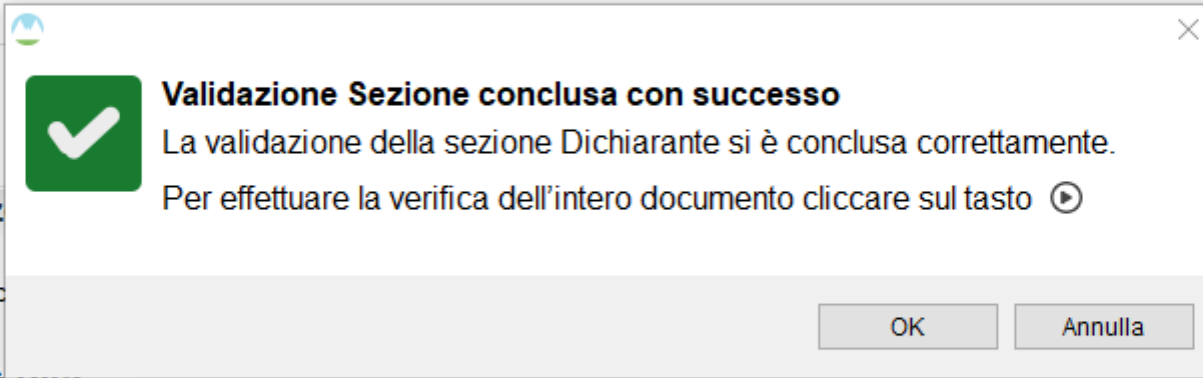 Validazione Sezione conclusa con successo
La validazione della sezione Dichiarante si è conclusa correttamente.
Per effettuare la verifica dell'intero documento cliccare sul tasto
OK
Annulla